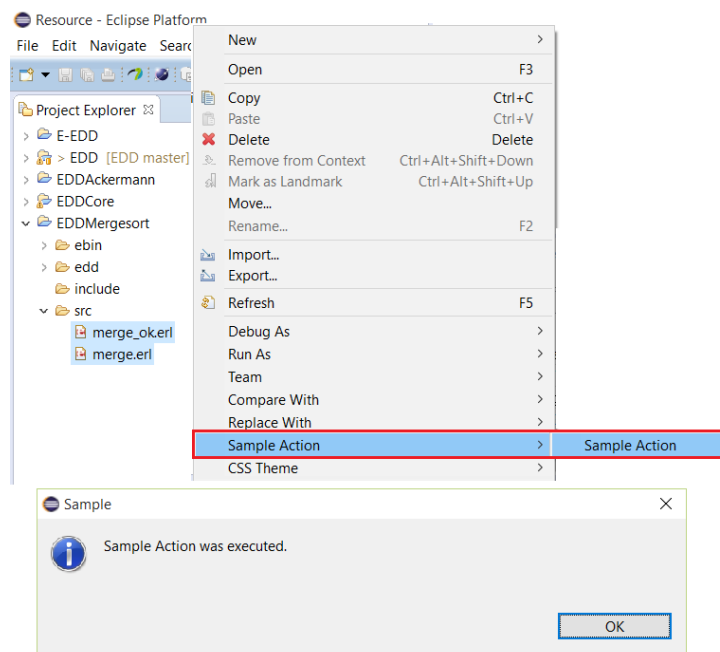 Resource - Eclipse Platform
File Edit Navigate Searc
Project Explorer
E-EDD
> EDD [EDD master]
EDDAckermann
EDDCore
EDDMergesort
ebin
edd
include
src
merge_ok.erl
merge.erl
New
Open F3
Copy Ctrl+C
Paste Ctrl+V
Delete Delete
Remove from Context Ctrl+Alt+Shift+Down
Mark as Landmark Ctrl+Alt+Shift+Up
Move...
Rename... F2
Import...
Export...
Refresh F5
Debug As
Run As
Team
Compare With
Replace With
Sample Action Sample Action
CSS Theme
Sample
Sample Action was executed.
OK